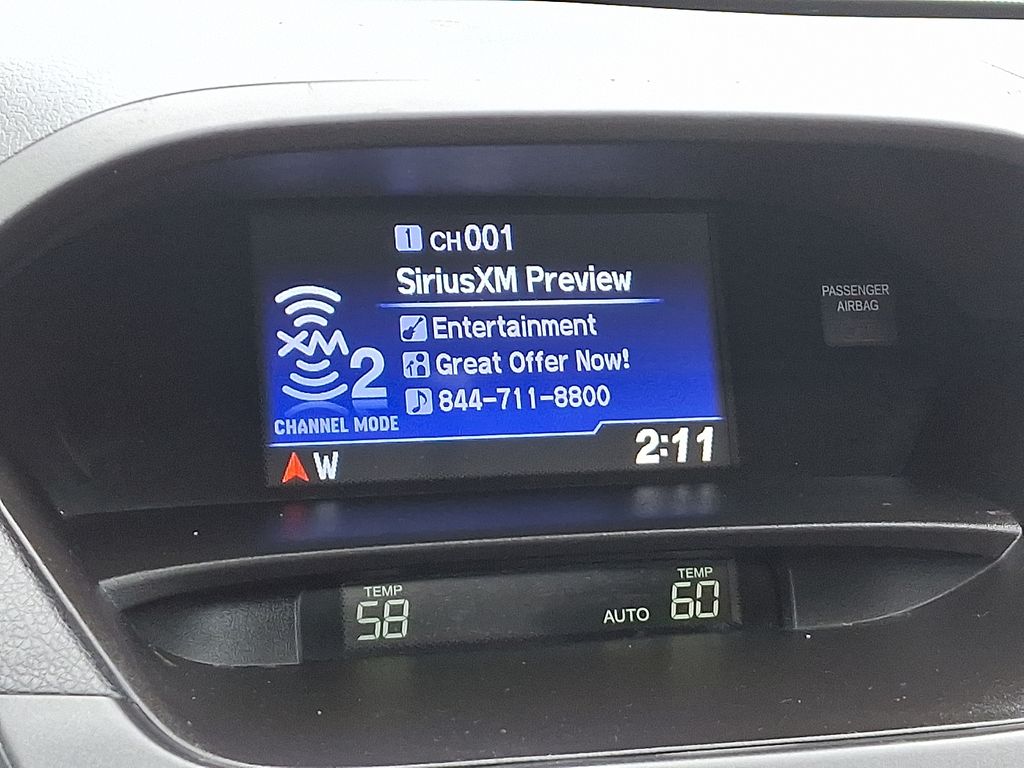 1 CH001
SiriusXM Preview
Entertainment
Great Offer Now!
844-711-8800
XM 2
CHANNEL MODE
W
2:11
PASSENGER
AIRBAG
TEMP
58
AUTO
TEMP
60